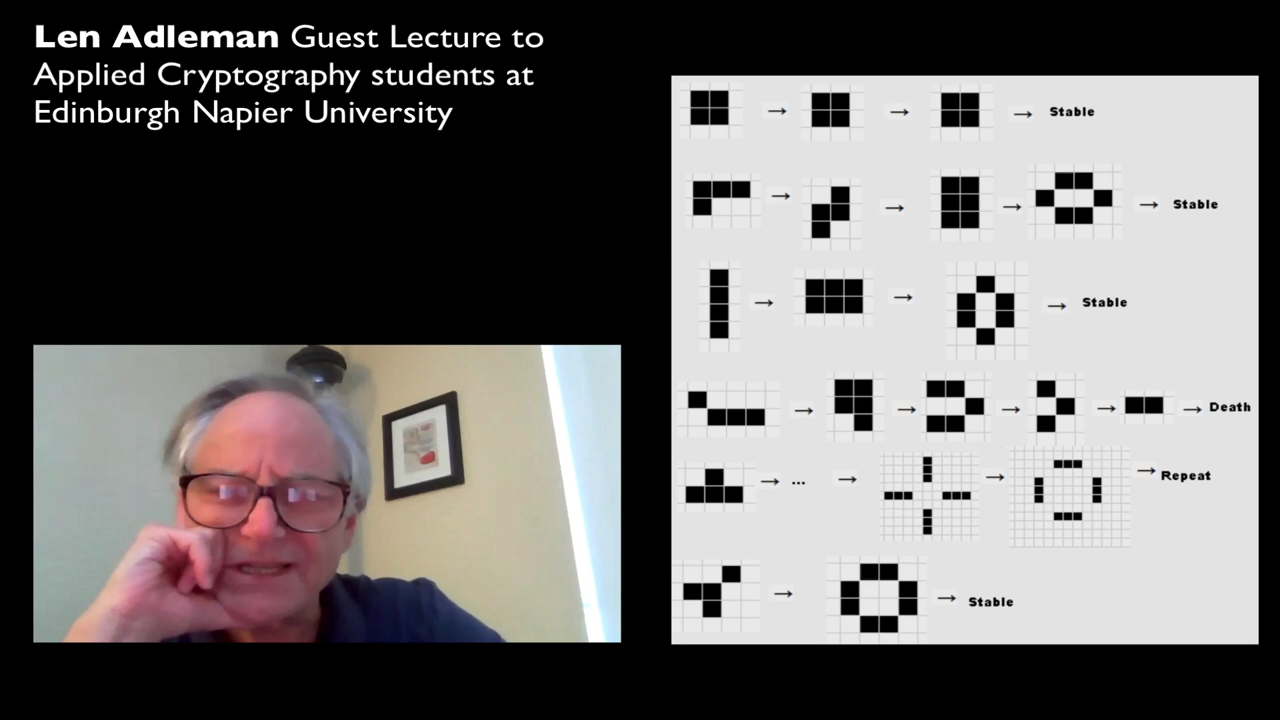 Len Adleman Guest Lecture to
Applied Cryptography students at
Edinburgh Napier University
Stable
Stable
Stable
Death
...
Repeat
Stable